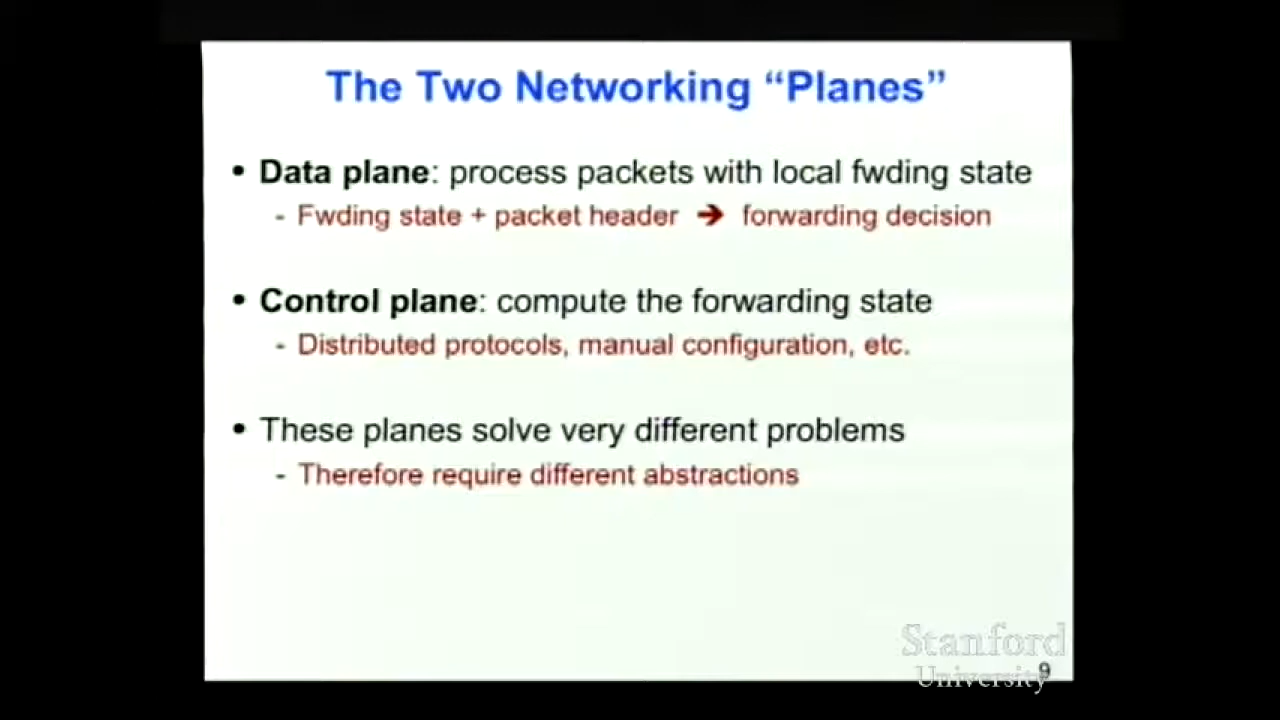 The Two Networking “Planes”
• Data plane: process packets with local fwding state
- Fwding state + packet header ➔ forwarding decision
• Control plane: compute the forwarding state
- Distributed protocols, manual configuration, etc.
• These planes solve very different problems
- Therefore require different abstractions
Stanford
University
9